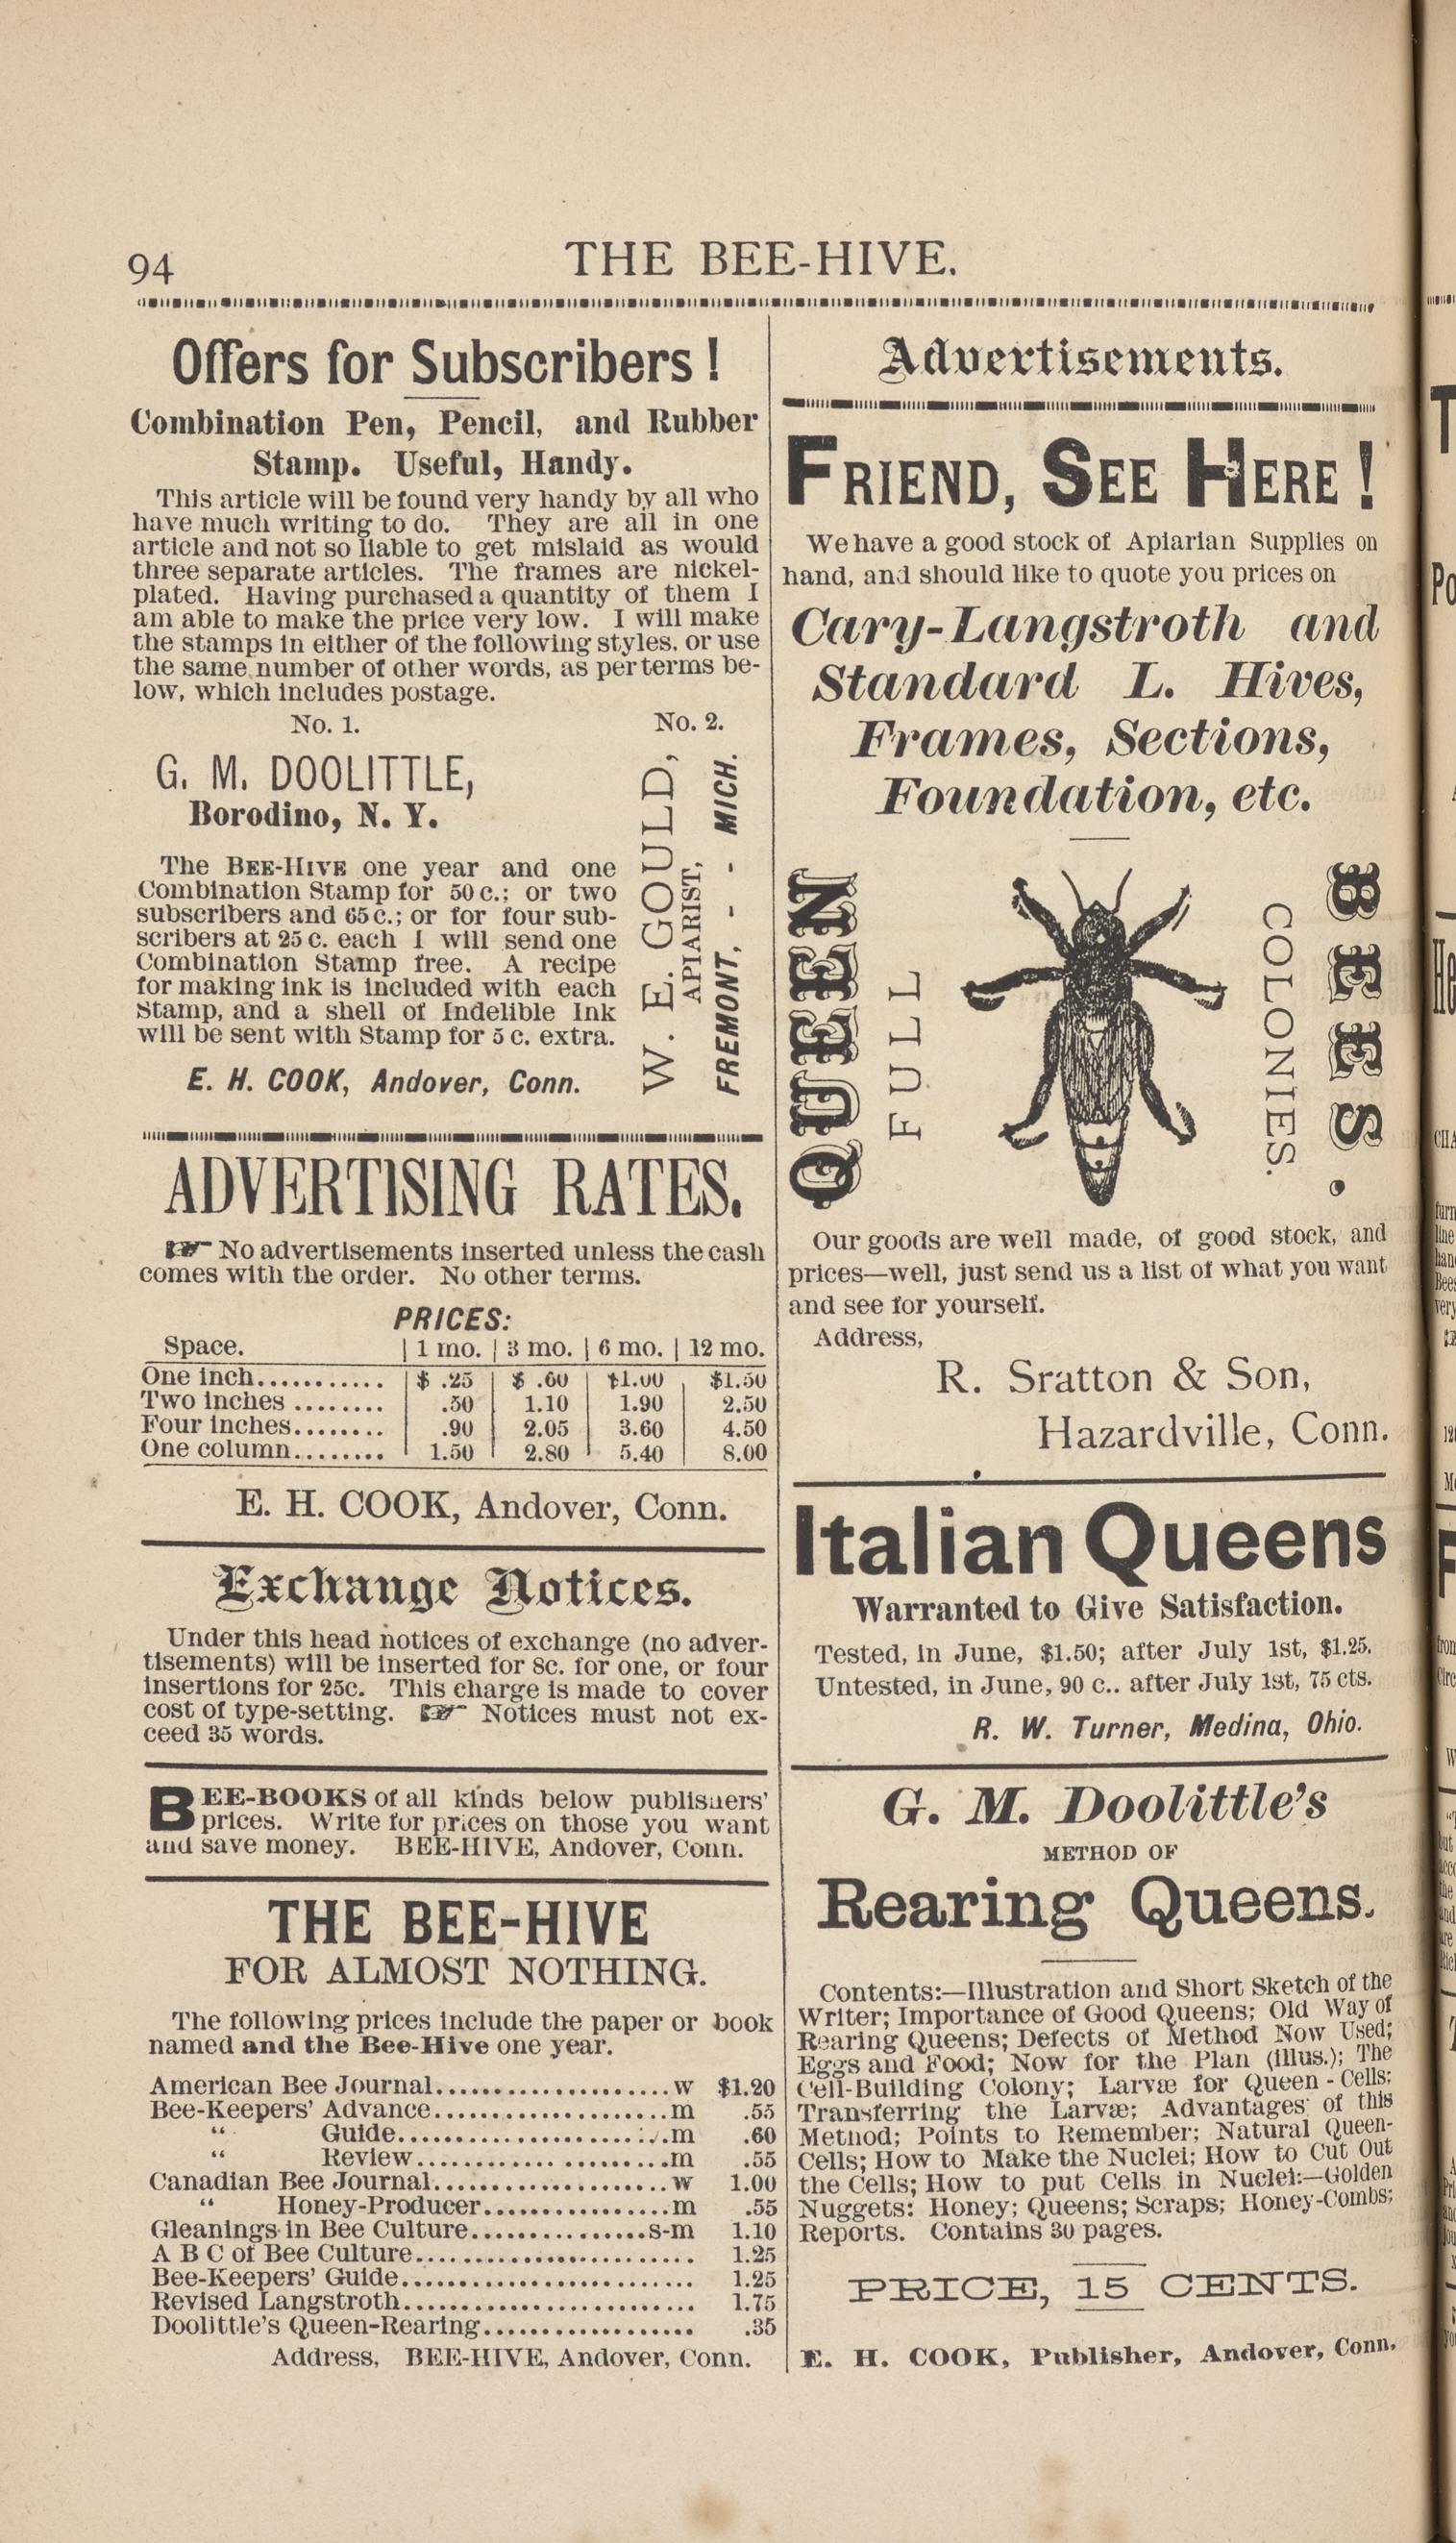 94
THE BEE-HIVE.
Offers for Subscribers!
Combination Pen, Pencil, and Rubber
Stamp. Useful, Handy.
This article will be found very handy by all who
have much writing to do. They are all in one
article and not so liable to get mislaid as would
three separate articles. The frames are nickel-
plated. Having purchased a quantity of them I
am able to make the price very low. I will make
the stamps in either of the following styles. or use
the same number of other words, as per terms be-
low, which includes postage.
No. 1.
No. 2.
G. M. DOOLITTLE,
Borodino, N. Y.
W. E. GOULD,
APIARIST,
FREMONT, - - MICH.
The BEE-HIVE one year and one
Combination Stamp for 50 c.; or two
subscribers and 65 c.; or for four sub-
scribers at 25 c. each I will send one
Combination Stamp free. A recipe
for making ink is included with each
Stamp, and a shell of Indelible Ink
will be sent with Stamp for 5 c. extra.
E. H. COOK, Andover, Conn.
ADVERTISING RATES.
☞ No advertisements inserted unless the cash
comes with the order. No other terms.
PRICES:
Space. | 1 mo. | 3 mo. | 6 mo. | 12 mo.
One inch........... | $ .25 | $ .60 | $1.00 | $1.50
Two inches ........ .50 | 1.10 | 1.90 | 2.50
Four inches........ .90 | 2.05 | 3.60 | 4.50
One column........ | 1.50 | 2.80 | 5.40 | 8.00
E. H. COOK, Andover, Conn.
Exchange Notices.
Under this head notices of exchange (no adver-
tisements) will be inserted for 8c. for one, or four
insertions for 25c. This charge is made to cover
cost of type-setting. ☞ Notices must not ex-
ceed 35 words.
BEE-BOOKS of all kinds below publishers'
prices. Write for prices on those you want
and save money. BEE-HIVE, Andover, Conn.
THE BEE-HIVE
FOR ALMOST NOTHING.
The following prices include the paper or book
named and the Bee-Hive one year.
American Bee Journal.....................w $1.20
Bee-Keepers' Advance.....................m .55
“ Guide........................m .60
“ Review.......................m .55
Canadian Bee Journal.....................w 1.00
“ Honey-Producer.................m .55
Gleanings in Bee Culture................s-m 1.10
A B C of Bee Culture......................... 1.25
Bee-Keepers' Guide.......................... 1.25
Revised Langstroth.......................... 1.75
Doolittle's Queen-Rearing................... .35
Address, BEE-HIVE, Andover, Conn.
Advertisements.
FRIEND, SEE HERE!
We have a good stock of Apiarian Supplies on
hand, and should like to quote you prices on
Cary-Langstroth and
Standard L. Hives,
Frames, Sections,
Foundation, etc.
QUEEN
FULL
COLONIES.
BEES.
Our goods are well made, of good stock, and
prices—well, just send us a list of what you want
and see for yourself.
Address,
R. Sratton & Son,
Hazardville, Conn.
Italian Queens
Warranted to Give Satisfaction.
Tested, in June, $1.50; after July 1st, $1.25.
Untested, in June, 90 c.. after July 1st, 75 cts.
R. W. Turner, Medina, Ohio.
G. M. Doolittle's
METHOD OF
Rearing Queens.
Contents:—Illustration and Short Sketch of the
Writer; Importance of Good Queens; Old Way of
Rearing Queens; Defects of Method Now Used;
Eggs and Food; Now for the Plan (illus.); The
Cell-Building Colony; Larvæ for Queen-Cells;
Transferring the Larvæ; Advantages of this
Method; Points to Remember; Natural Queen-
Cells; How to Make the Nuclei; How to Cut Out
the Cells; How to put Cells in Nuclei:—Golden
Nuggets: Honey; Queens; Scraps; Honey-Combs;
Reports. Contains 30 pages.
PRICE, 15 CENTS.
E. H. COOK, Publisher, Andover, Conn.